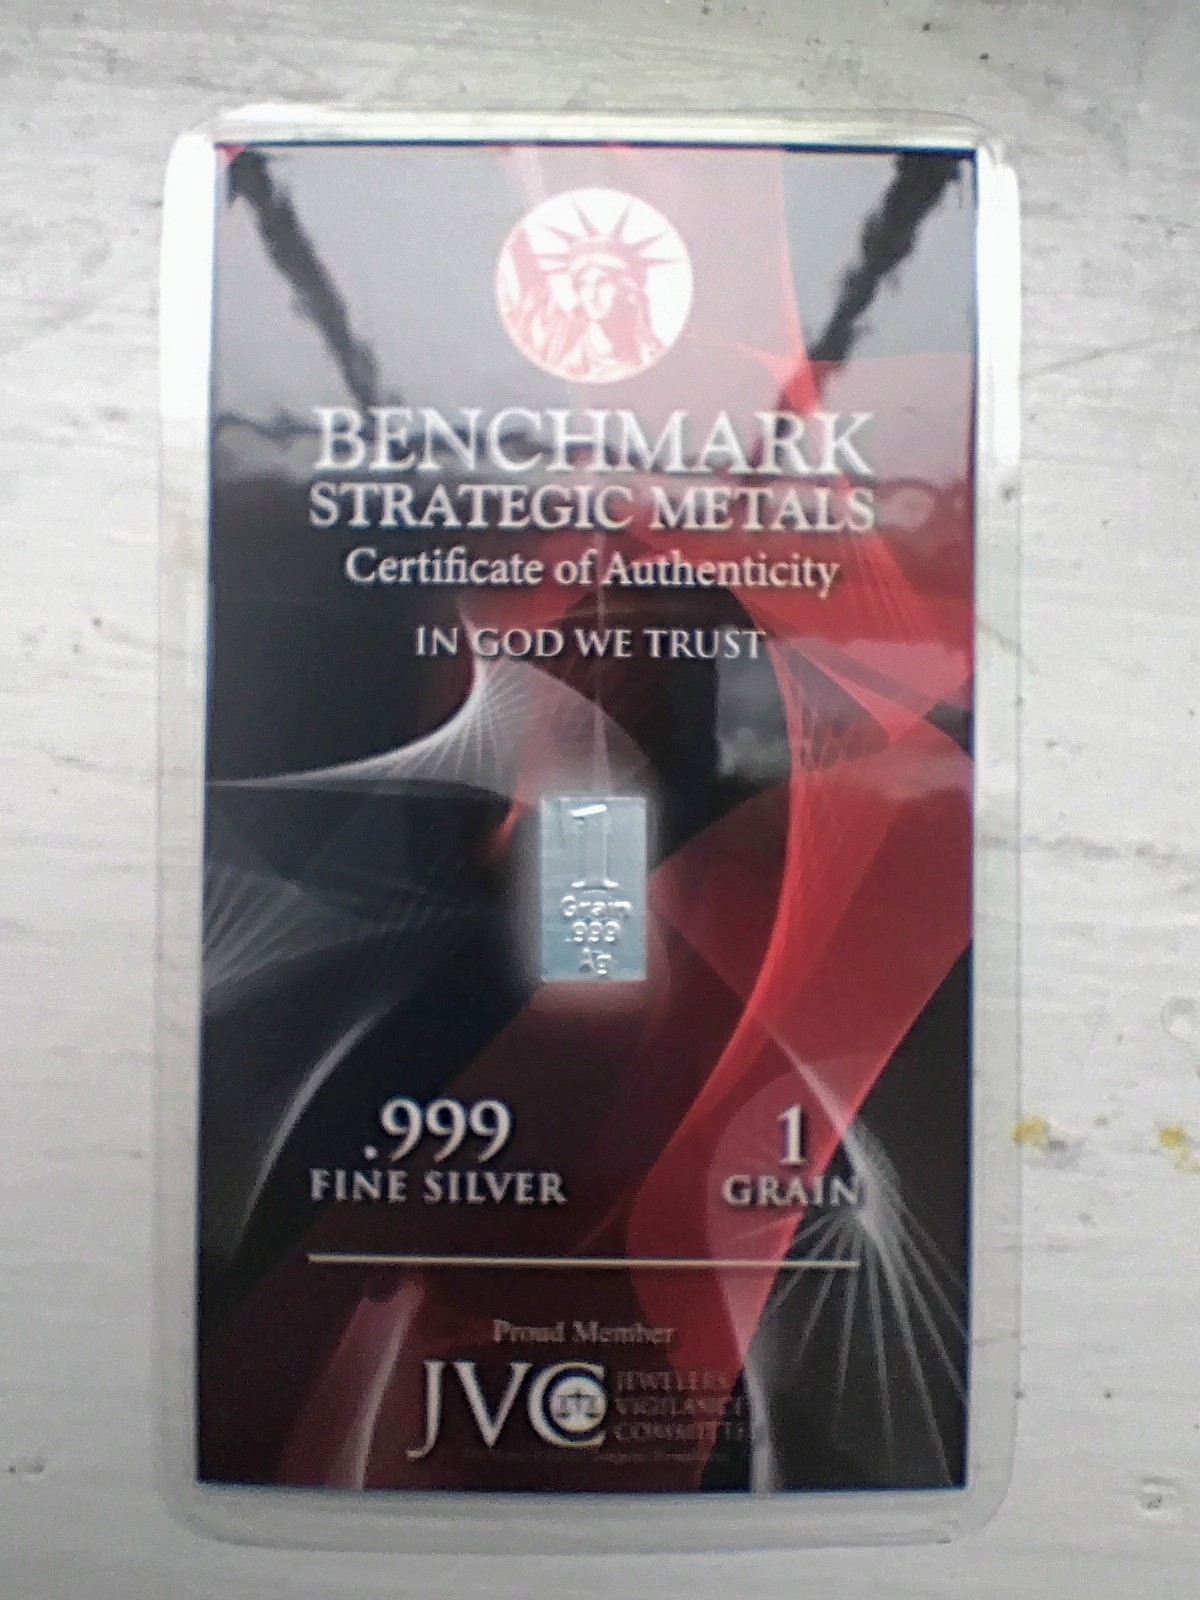 BENCHMARK
STRATEGIC METALS
Certificate of Authenticity
IN GOD WE TRUST
1
Grain
.999
Ag
.999
FINE SILVER
1
GRAIN
Proud Member
JVC
JEWELERS
VIGILANCE
COMMITTEE